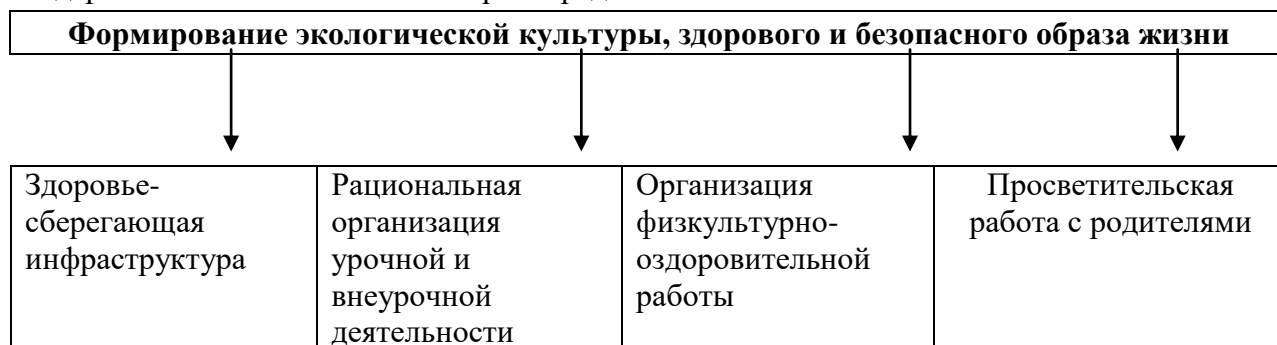 Формирование экологической культуры, здорового и безопасного образа жизни
Здоровье-
сберегающая
инфраструктура
Рациональная
организация
урочной и
внеурочной
деятельности
Организация
физкультурно-
оздоровительной
работы
Просветительская
работа с родителями